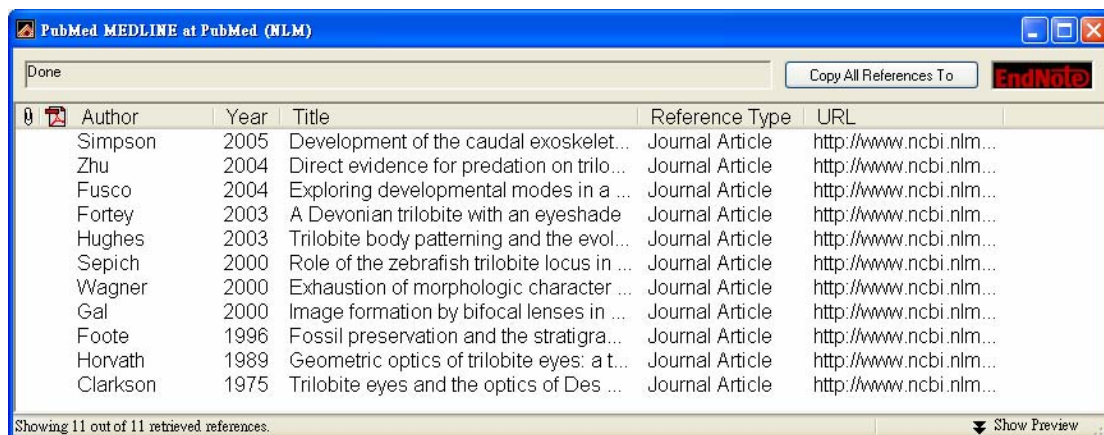 PubMed MEDLINE at PubMed (NLM)
Done Copy All References To EndNote
Author Year Title Reference Type URL
Simpson 2005 Development of the caudal exoskelet... Journal Article http://www.ncbi.nlm...
Zhu 2004 Direct evidence for predation on trilo... Journal Article http://www.ncbi.nlm...
Fusco 2004 Exploring developmental modes in a ... Journal Article http://www.ncbi.nlm...
Fortey 2003 A Devonian trilobite with an eyeshade Journal Article http://www.ncbi.nlm...
Hughes 2003 Trilobite body patterning and the evol... Journal Article http://www.ncbi.nlm...
Sepich 2000 Role of the zebrafish trilobite locus in ... Journal Article http://www.ncbi.nlm...
Wagner 2000 Exhaustion of morphologic character ... Journal Article http://www.ncbi.nlm...
Gal 2000 Image formation by bifocal lenses in ... Journal Article http://www.ncbi.nlm...
Foote 1996 Fossil preservation and the stratigra... Journal Article http://www.ncbi.nlm...
Horvath 1989 Geometric optics of trilobite eyes: a t... Journal Article http://www.ncbi.nlm...
Clarkson 1975 Trilobite eyes and the optics of Des ... Journal Article http://www.ncbi.nlm...
Showing 11 out of 11 retrieved references. Show Preview